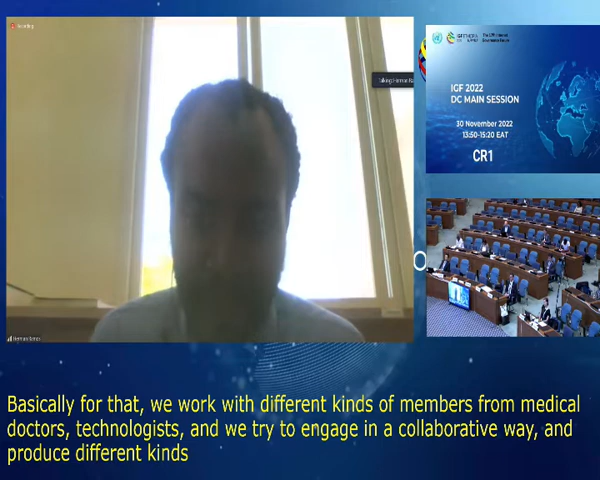 IGF 2022
DC MAIN SESSION
30 November 2022
13:50-15:20 EAT
CR1
Basically for that, we work with different kinds of members from medical
doctors, technologists, and we try to engage in a collaborative way, and
produce different kinds